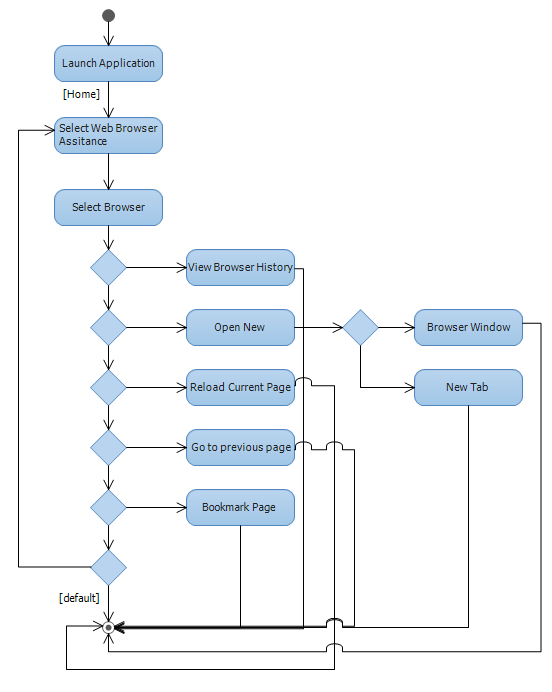 Launch Application
[Home]
Select Web Browser
Assitance
Select Browser
View Browser History
Open New
Browser Window
Reload Current Page
New Tab
Go to previous page
Bookmark Page
[default]